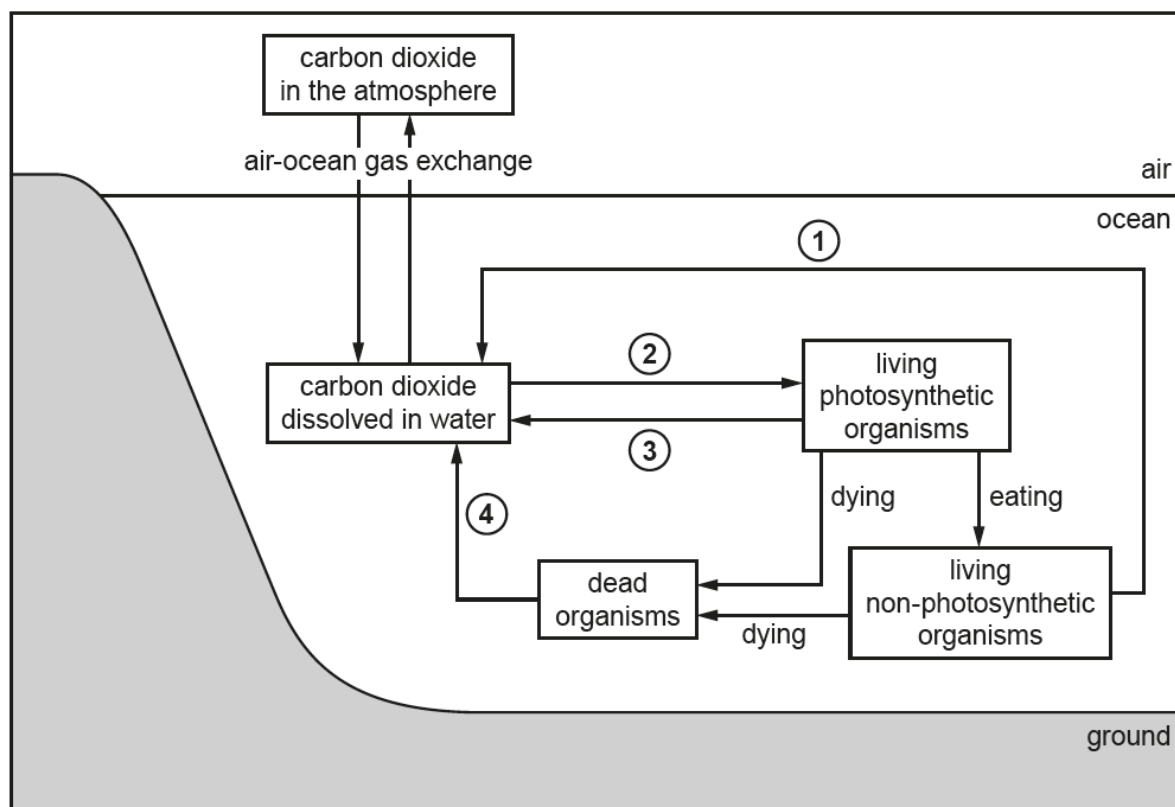 carbon dioxide
in the atmosphere
air-ocean gas exchange
air
ocean
1
2
living
photosynthetic
organisms
carbon dioxide
dissolved in water
3
4
dying
eating
dead
organisms
living
non-photosynthetic
organisms
dying
ground